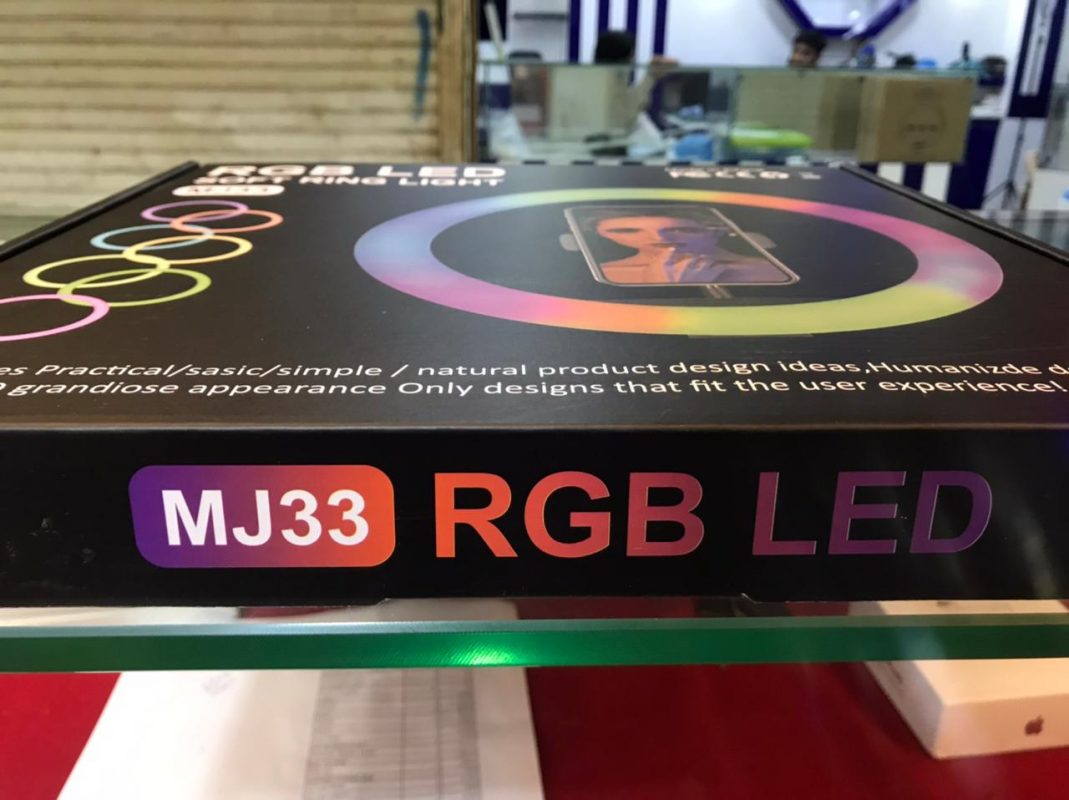 RGB LED
SOFT RING LIGHT
MJ33
es Practical/sasic/simple / natural product design ideas,Humanizde d
grandiose appearance Only designs that fit the user experience!
MJ33 RGB LED